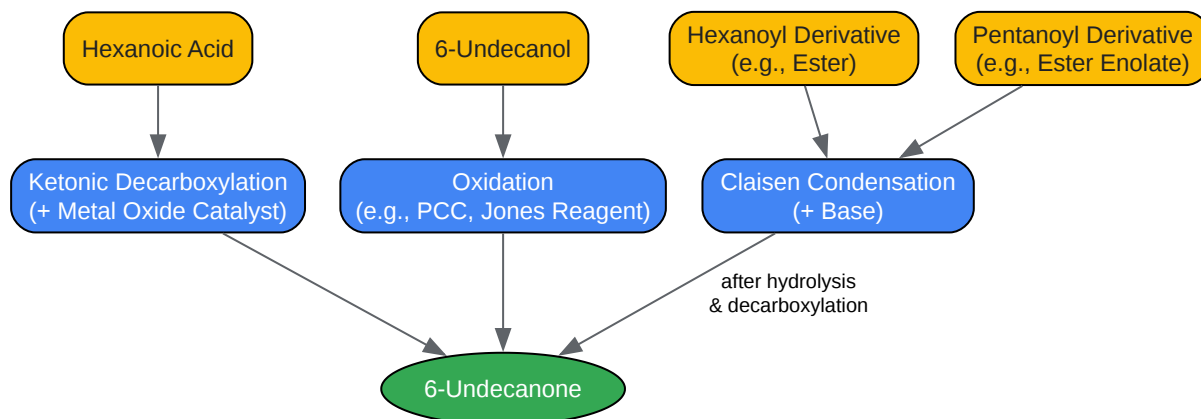 Hexanoic Acid
6-Undecanol
Hexanoyl Derivative
(e.g., Ester)
Pentanoyl Derivative
(e.g., Ester Enolate)
Ketonic Decarboxylation
(+ Metal Oxide Catalyst)
Oxidation
(e.g., PCC, Jones Reagent)
Claisen Condensation
(+ Base)
after hydrolysis
& decarboxylation
6-Undecanone